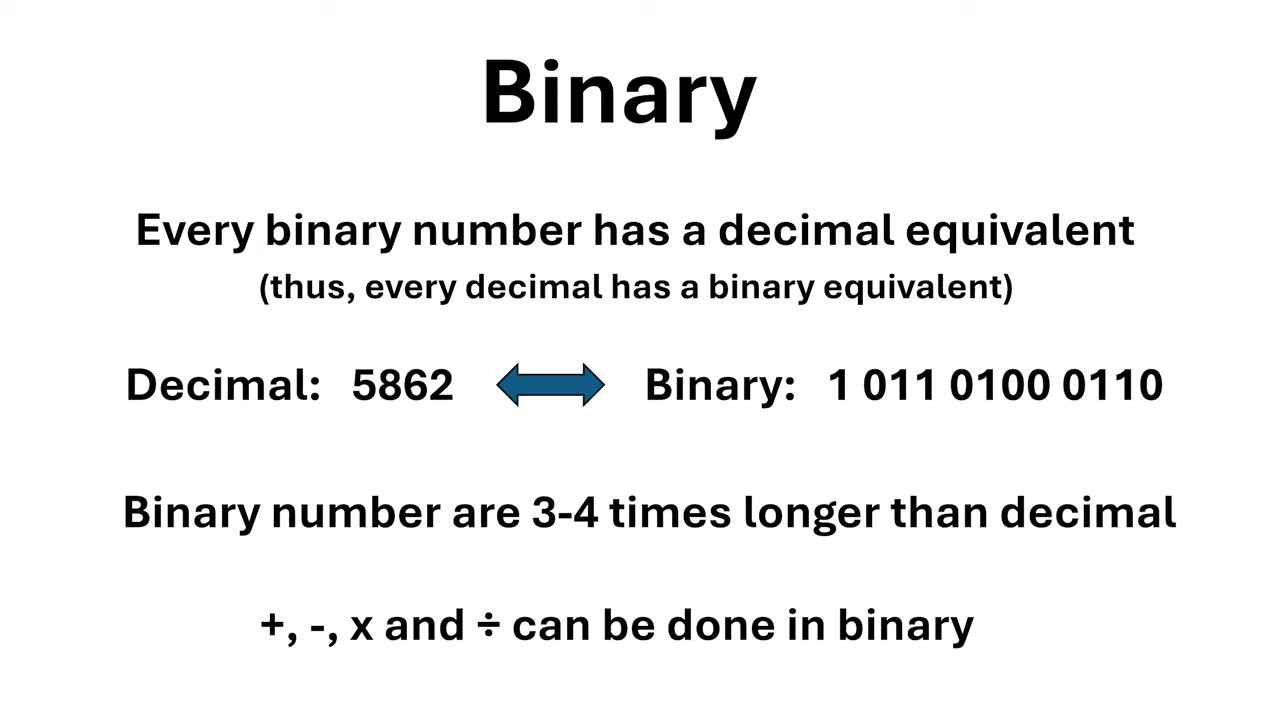 Binary
Every binary number has a decimal equivalent
(thus, every decimal has a binary equivalent)
Decimal: 5862 Binary: 1 011 0100 0110
Binary number are 3-4 times longer than decimal
+, -, x and ÷ can be done in binary